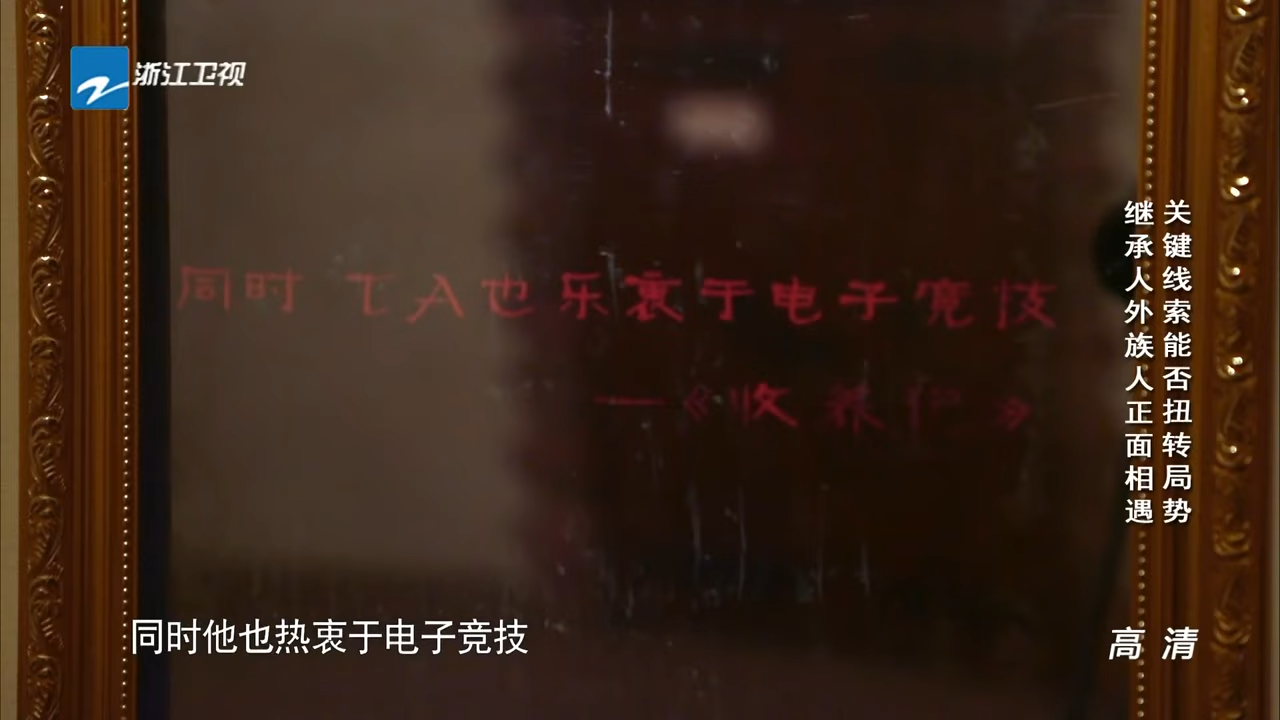 浙江卫视
同时 TA也乐衷于电子竞技
—《收养仁》
关键线索能否扭转局势
继承人外族人正面相遇
同时他也热衷于电子竞技
高清